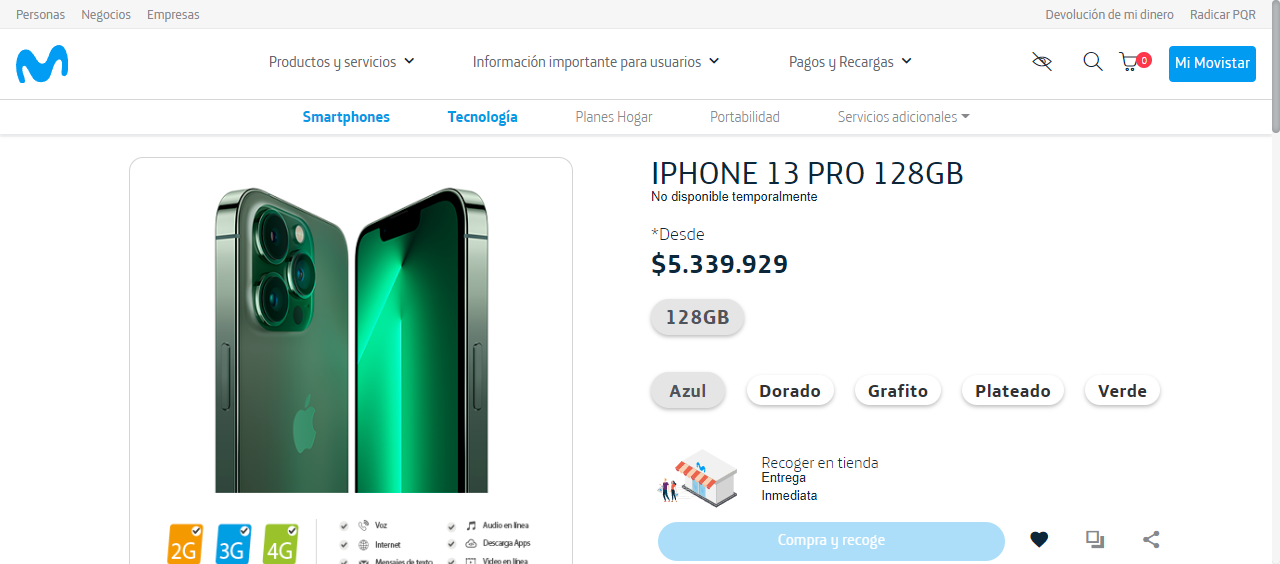 Personas Negocios Empresas Devolución de mi dinero Radicar PQR
Productos y servicios Información importante para usuarios Pagos y Recargas 0 Mi Movistar
Smartphones Tecnología Planes Hogar Portabilidad Servicios adicionales
IPHONE 13 PRO 128GB
No disponible temporalmente
*Desde
$5.339.929
128GB
Azul Dorado Grafito Plateado Verde
Recoger en tienda
Entrega
Inmediata
Compra y recoge
2G 3G 4G
Voz Audio en línea
Internet Descarga Apps
Mensajes de texto Video en línea